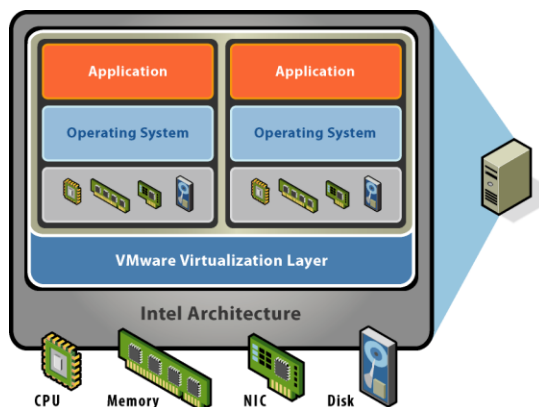 Application
Application
Operating System
Operating System
VMware Virtualization Layer
Intel Architecture
CPU
Memory
NIC
Disk